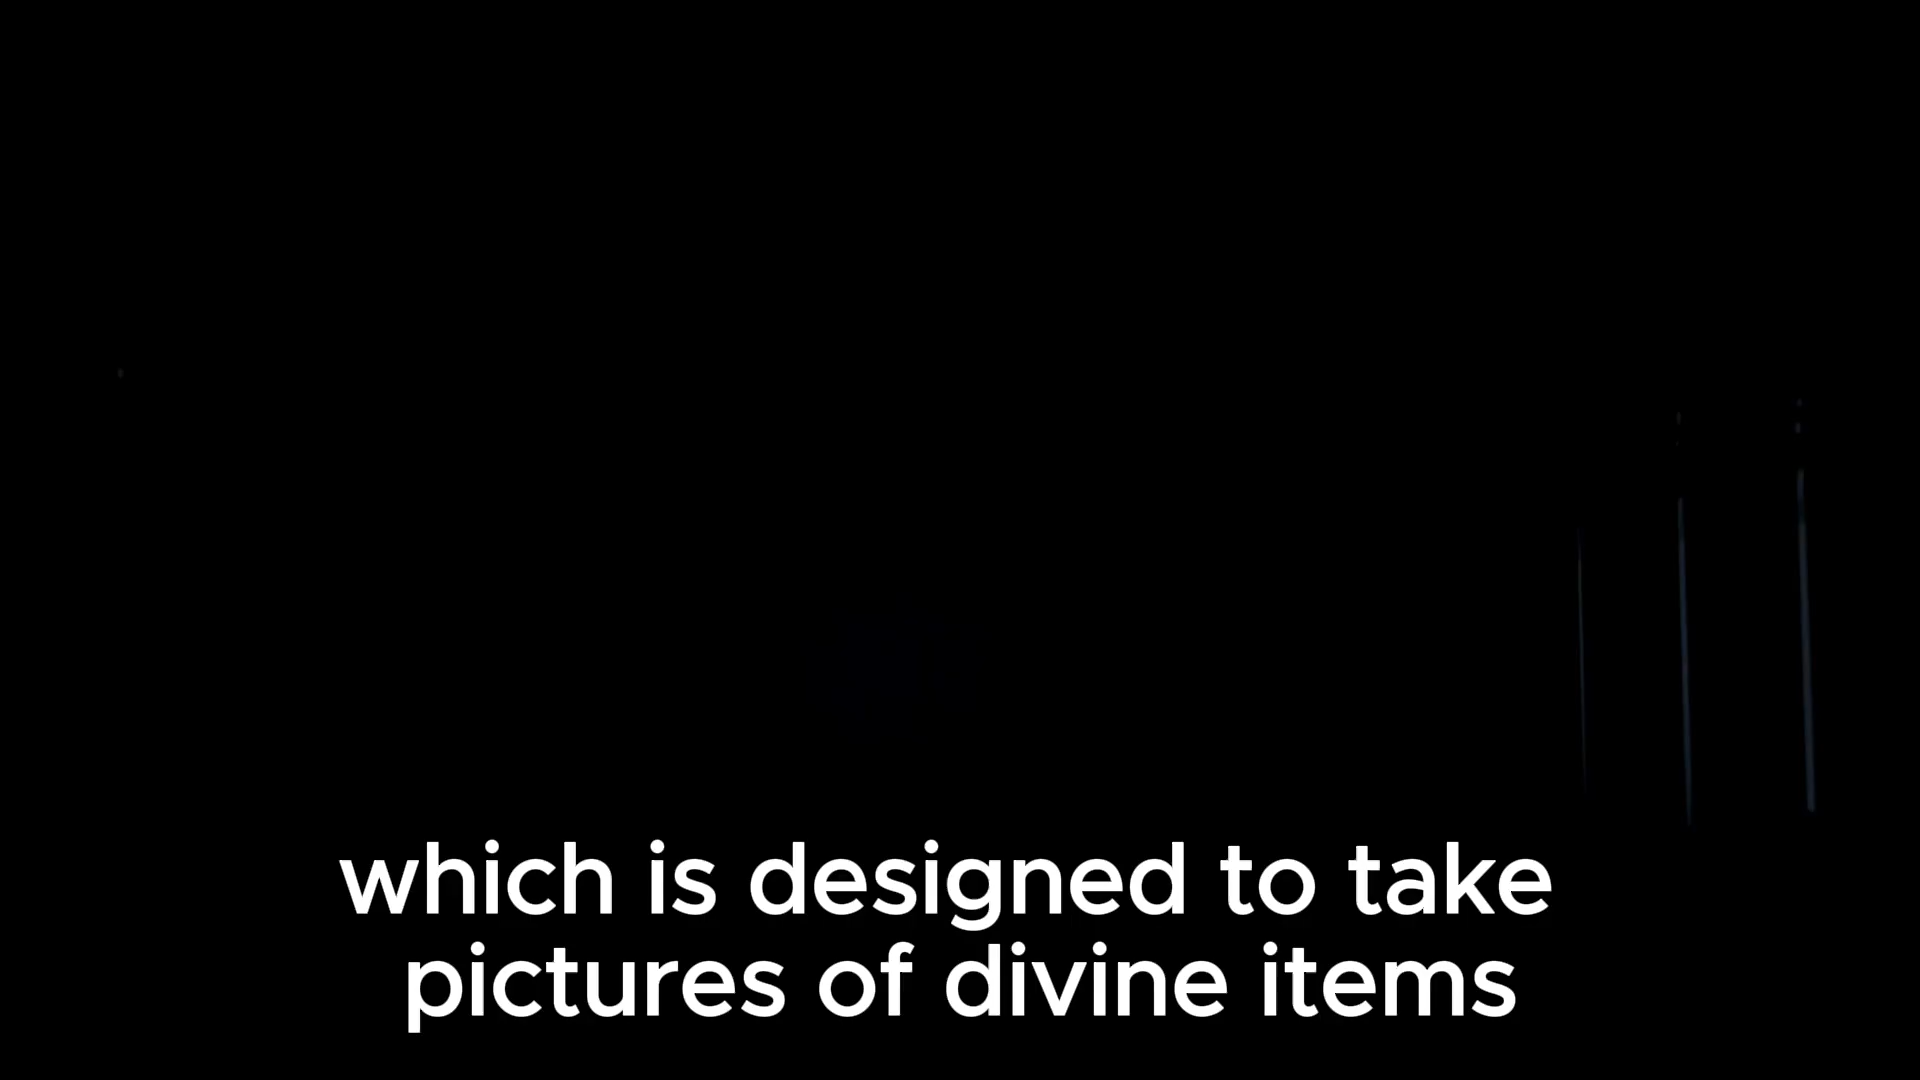 which is designed to take
pictures of divine items